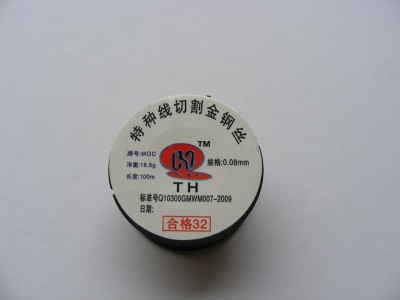 特种线切割金钢丝
TM
牌号:MOC
规格:0.08mm
净重:18.5g
长度:100m
TH
标准号Q10300GMWM007-2009
日期:
合格32